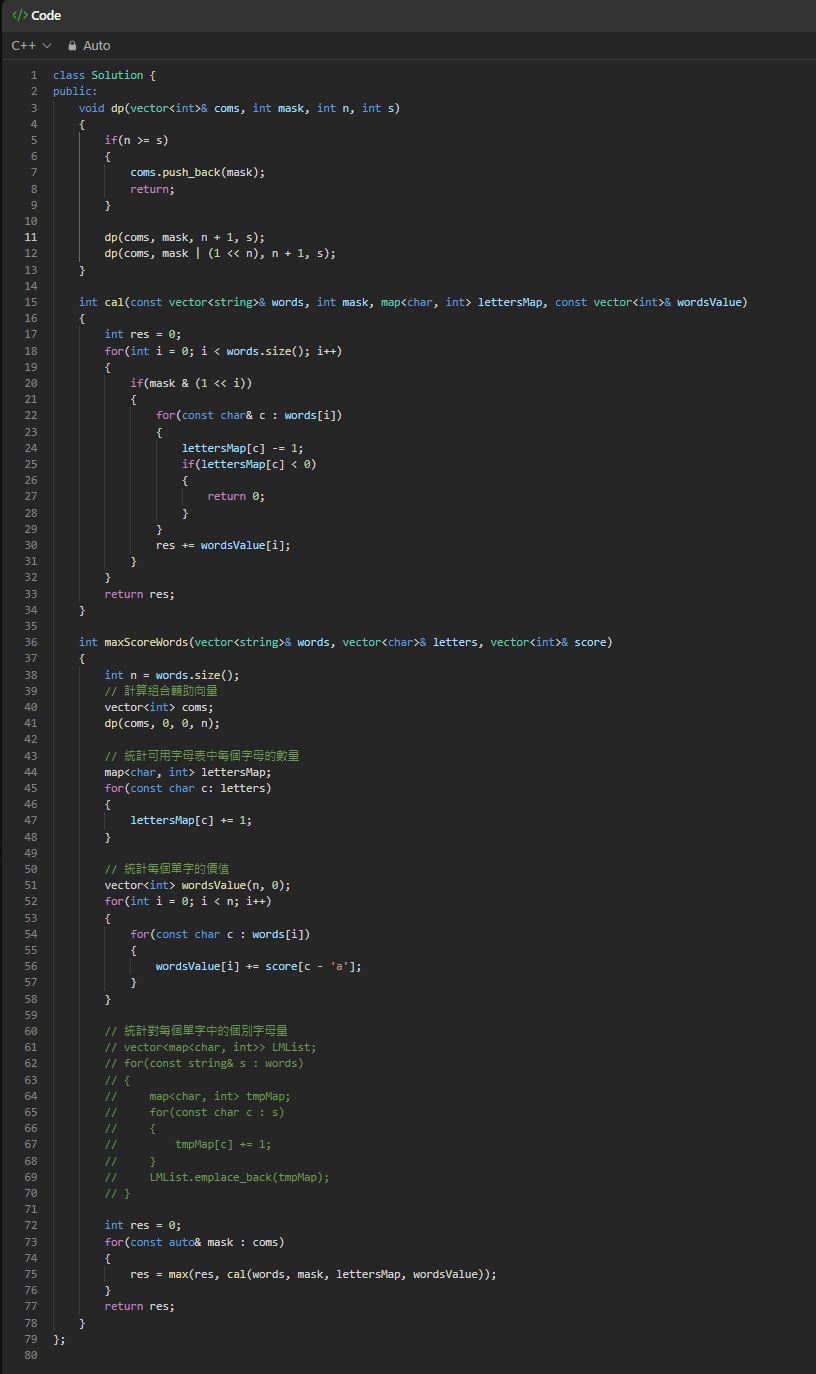 </> Code
C++ Auto
1 class Solution {
2 public:
3 void dp(vector<int>& coms, int mask, int n, int s)
4 {
5 if(n >= s)
6 {
7 coms.push_back(mask);
8 return;
9 }
10
11 dp(coms, mask, n + 1, s);
12 dp(coms, mask | (1 << n), n + 1, s);
13 }
14
15 int cal(const vector<string>& words, int mask, map<char, int> lettersMap, const vector<int>& wordsValue)
16 {
17 int res = 0;
18 for(int i = 0; i < words.size(); i++)
19 {
20 if(mask & (1 << i))
21 {
22 for(const char& c : words[i])
23 {
24 lettersMap[c] -= 1;
25 if(lettersMap[c] < 0)
26 {
27 return 0;
28 }
29 }
30 res += wordsValue[i];
31 }
32 }
33 return res;
34 }
35
36 int maxScoreWords(vector<string>& words, vector<char>& letters, vector<int>& score)
37 {
38 int n = words.size();
39 // 計算組合輔助向量
40 vector<int> coms;
41 dp(coms, 0, 0, n);
42
43 // 統計可用字母表中每個字母的數量
44 map<char, int> lettersMap;
45 for(const char c: letters)
46 {
47 lettersMap[c] += 1;
48 }
49
50 // 統計每個單字的價值
51 vector<int> wordsValue(n, 0);
52 for(int i = 0; i < n; i++)
53 {
54 for(const char c : words[i])
55 {
56 wordsValue[i] += score[c - 'a'];
57 }
58 }
59
60 // 統計對每個單字中的個別字母量
61 // vector<map<char, int>> LMList;
62 // for(const string& s : words)
63 // {
64 // map<char, int> tmpMap;
65 // for(const char c : s)
66 // {
67 // tmpMap[c] += 1;
68 // }
69 // LMList.emplace_back(tmpMap);
70 // }
71
72 int res = 0;
73 for(const auto& mask : coms)
74 {
75 res = max(res, cal(words, mask, lettersMap, wordsValue));
76 }
77 return res;
78 }
79 };
80